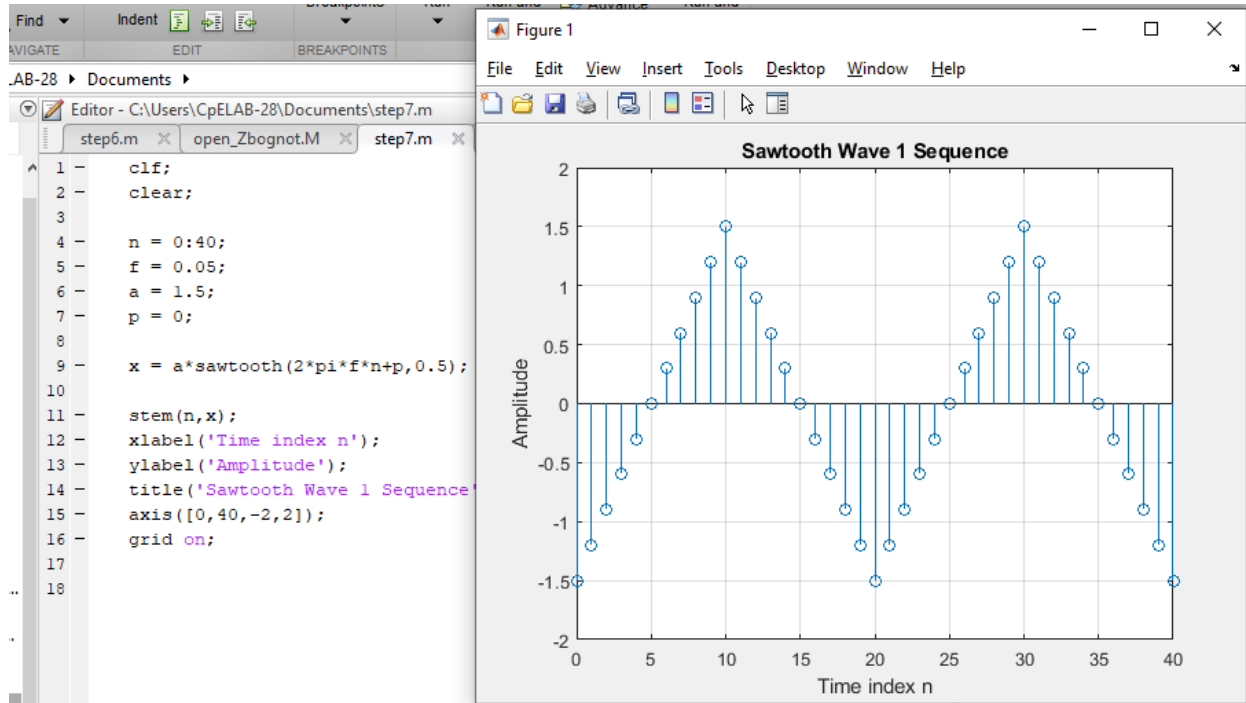 Find Indent Advance
AVIGATE EDIT BREAKPOINTS
LAB-28 Documents
Editor - C:\Users\CpELAB-28\Documents\step7.m
step6.m open_Zbognot.M step7.m
1 clf;
2 clear;
3
4 n = 0:40;
5 f = 0.05;
6 a = 1.5;
7 p = 0;
8
9 x = a*sawtooth(2*pi*f*n+p,0.5);
10
11 stem(n,x);
12 xlabel('Time index n');
13 ylabel('Amplitude');
14 title('Sawtooth Wave 1 Sequence'
15 axis([0,40,-2,2]);
16 grid on;
17
18
Figure 1
File Edit View Insert Tools Desktop Window Help
Sawtooth Wave 1 Sequence
2
1.5
1
0.5
0
-0.5
-1
-1.5
-2
Amplitude
0 5 10 15 20 25 30 35 40
Time index n